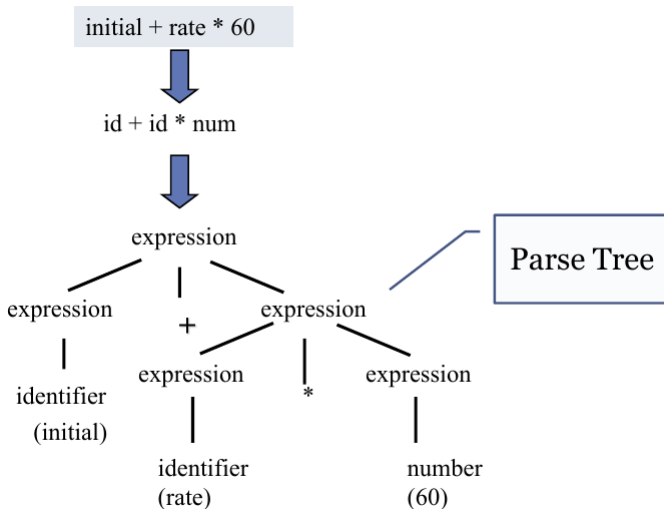 initial + rate * 60
id + id * num
expression
Parse Tree
expression
+
expression
expression
*
expression
identifier
(initial)
identifier
(rate)
number
(60)